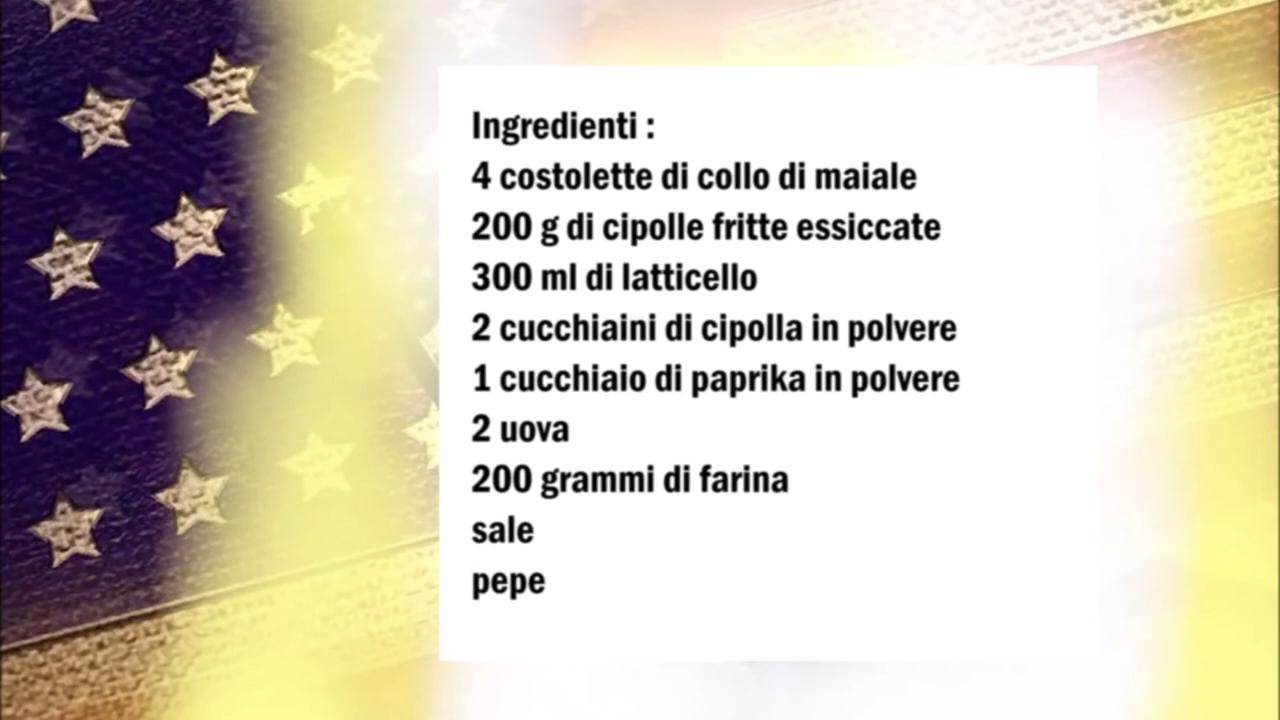 Ingredienti :
4 costolette di collo di maiale
200 g di cipolle fritte essiccate
300 ml di latticello
2 cucchiaini di cipolla in polvere
1 cucchiaio di paprika in polvere
2 uova
200 grammi di farina
sale
pepe